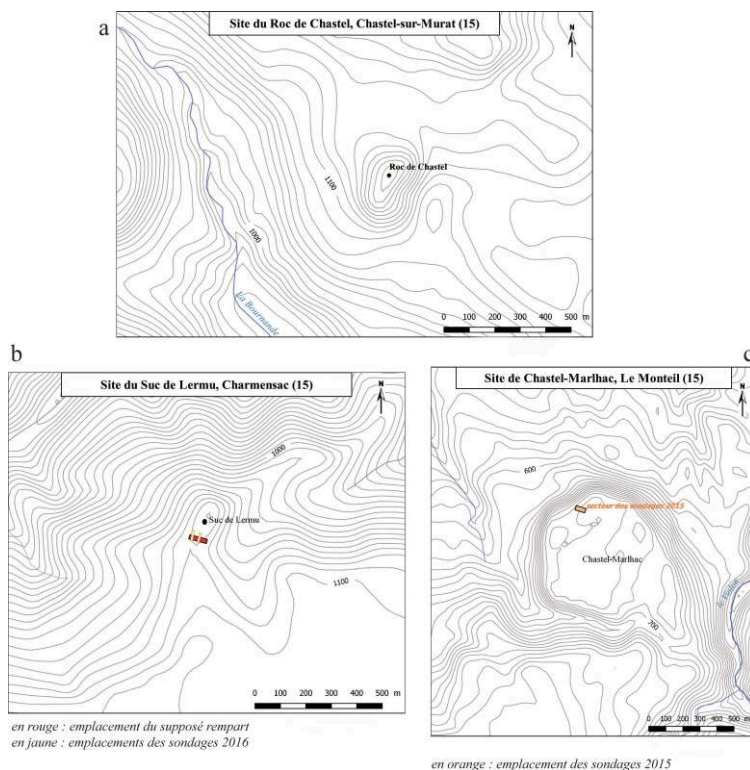 a
Site du Roc de Chastel, Chastel-sur-Murat (15)
N
Roc de Chastel
1100
1000
La Bournande
0 100 200 300 400 500 m
b
Site du Suc de Lermu, Charmensac (15)
N
1000
Suc de Lermu
1100
0 100 200 300 400 500 m
en rouge : emplacement du supposé rempart
en jaune : emplacements des sondages 2016
c
Site de Chastel-Marlhac, Le Monteil (15)
N
600
secteur des sondages 2015
Chastel-Marlhac
700
0 100 200 300 400 500 m
en orange : emplacement des sondages 2015